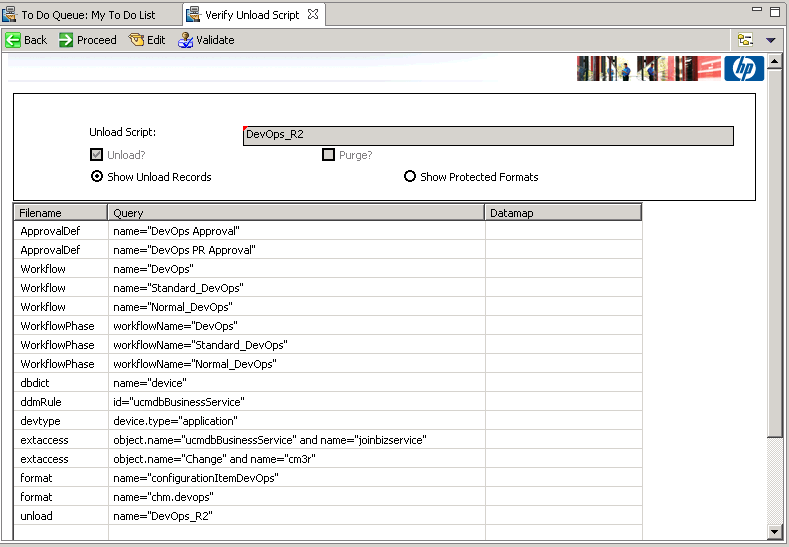 To Do Queue: My To Do List Verify Unload Script
Back Proceed Edit Validate
hp
Unload Script: DevOps_R2
Unload? Purge?
Show Unload Records Show Protected Formats
Filename Query Datamap
ApprovalDef name="DevOps Approval"
ApprovalDef name="DevOps PR Approval"
Workflow name="DevOps"
Workflow name="Standard_DevOps"
Workflow name="Normal_DevOps"
WorkflowPhase workflowName="DevOps"
WorkflowPhase workflowName="Standard_DevOps"
WorkflowPhase workflowName="Normal_DevOps"
dbdict name="device"
ddmRule id="ucmdbBusinessService"
devtype device.type="application"
extaccess object.name="ucmdbBusinessService" and name="joinbizservice"
extaccess object.name="Change" and name="cm3r"
format name="configurationItemDevOps"
format name="chm.devops"
unload name="DevOps_R2"